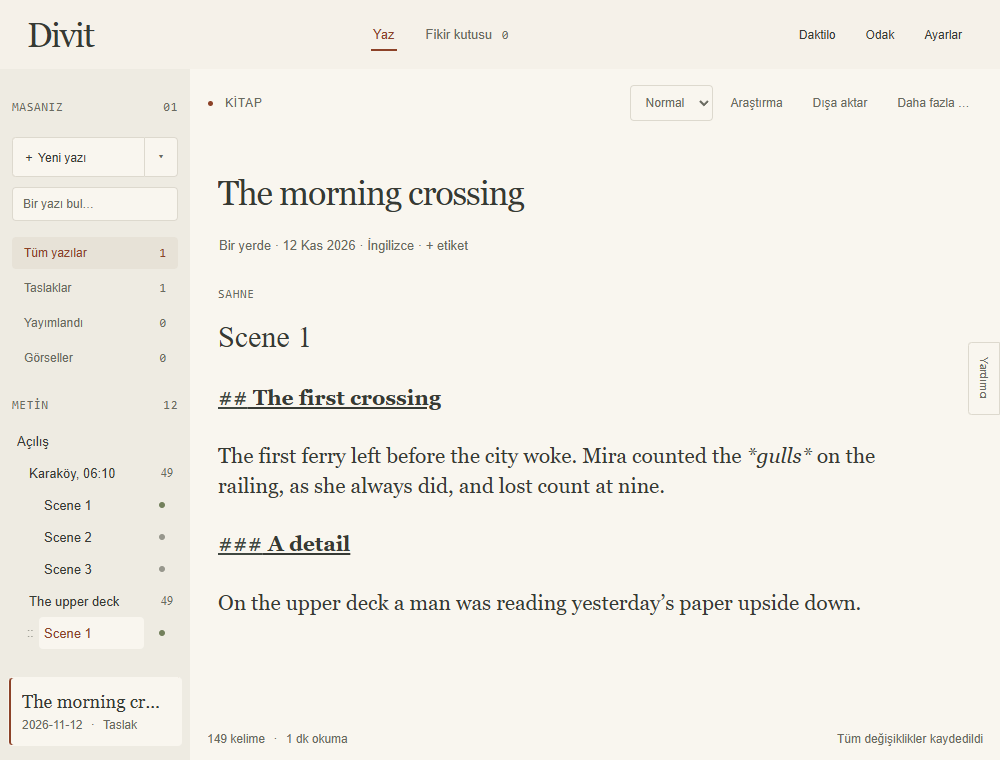 Divit
Yaz
Fikir kutusu 0
Daktilo
Odak
Ayarlar
MASANIZ 01
+ Yeni yazı
Bir yazı bul...
Tüm yazılar 1
Taslaklar 1
Yayımlandı 0
Görseller 0
METİN 12
Açılış
Karaköy, 06:10 49
Scene 1
Scene 2
Scene 3
The upper deck 49
:: Scene 1
The morning cr...
2026-11-12 · Taslak
• KİTAP
Normal
Araştırma
Dışa aktar
Daha fazla ...
The morning crossing
Bir yerde · 12 Kas 2026 · İngilizce · + etiket
SAHNE
Scene 1
## The first crossing
The first ferry left before the city woke. Mira counted the *gulls* on the
railing, as she always did, and lost count at nine.
### A detail
On the upper deck a man was reading yesterday’s paper upside down.
Yardıma
149 kelime · 1 dk okuma
Tüm değişiklikler kaydedildi